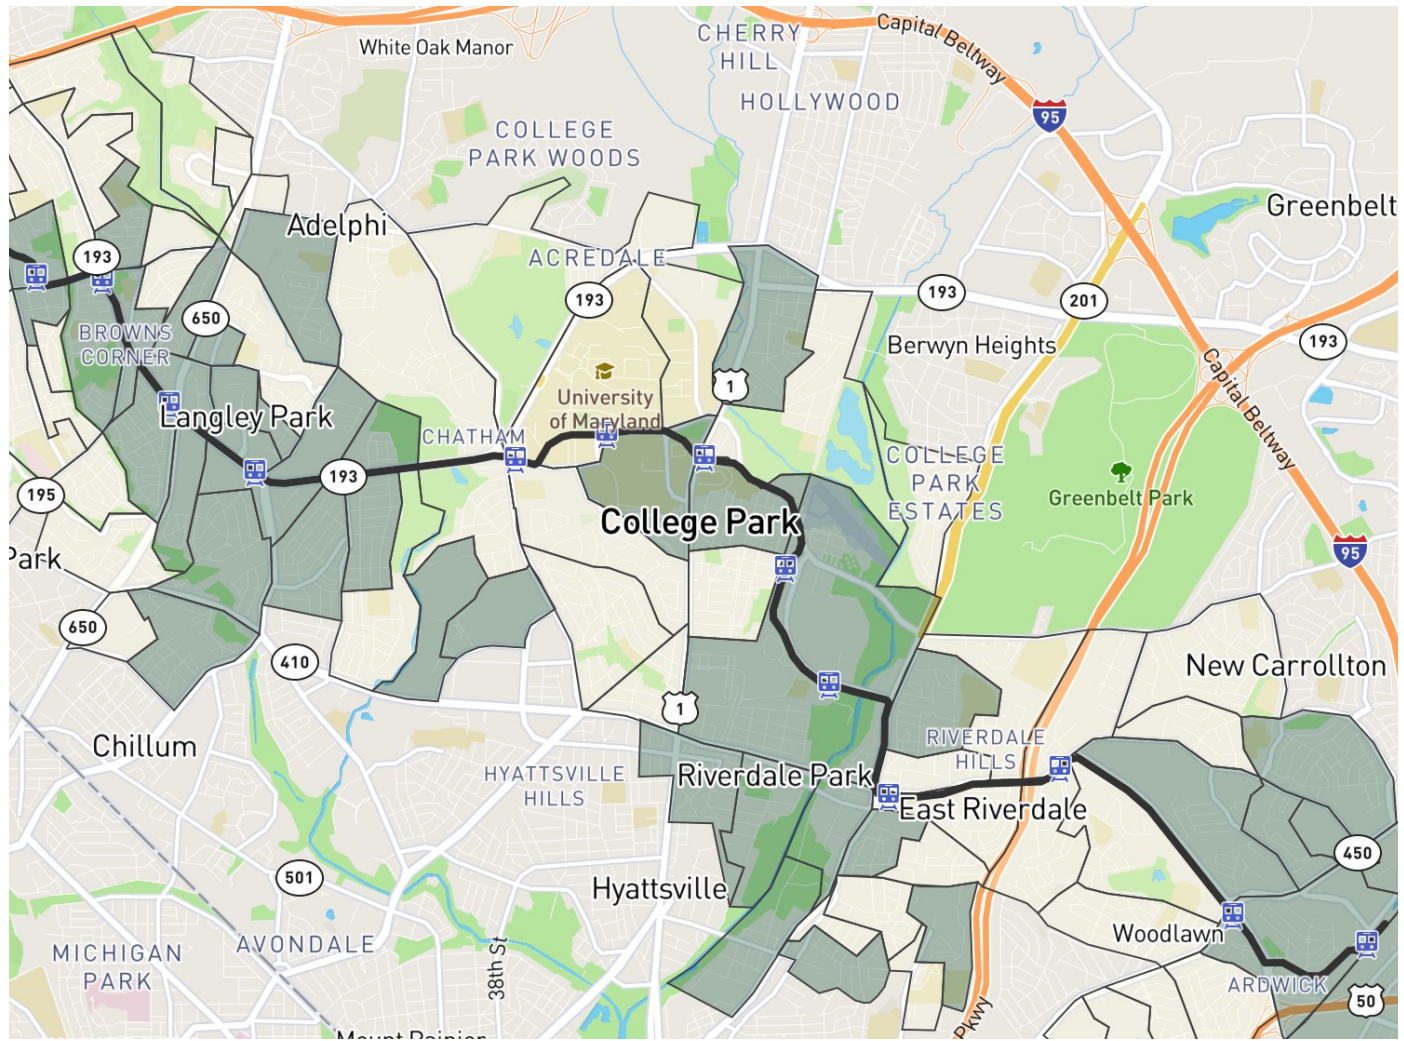 White Oak Manor
CHERRY
HILL
Capital Beltway
HOLLYWOOD
95
COLLEGE
PARK WOODS
Adelphi
Greenbelt
193
ACREDALE
193
193
201
650
BROWNS
CORNER
193
Berwyn Heights
Capital Beltway
1
University
of Maryland
Langley Park
CHATHAM
193
195
COLLEGE
PARK
ESTATES
Greenbelt Park
College Park
95
Park
650
410
New Carrollton
1
Chillum
RIVERDALE
HILLS
HYATTSVILLE
HILLS
Riverdale Park
East Riverdale
450
501
Hyattsville
Woodlawn
MICHIGAN
PARK
AVONDALE
38th St
ARDWICK
50
Pkwy
Mount Rainier